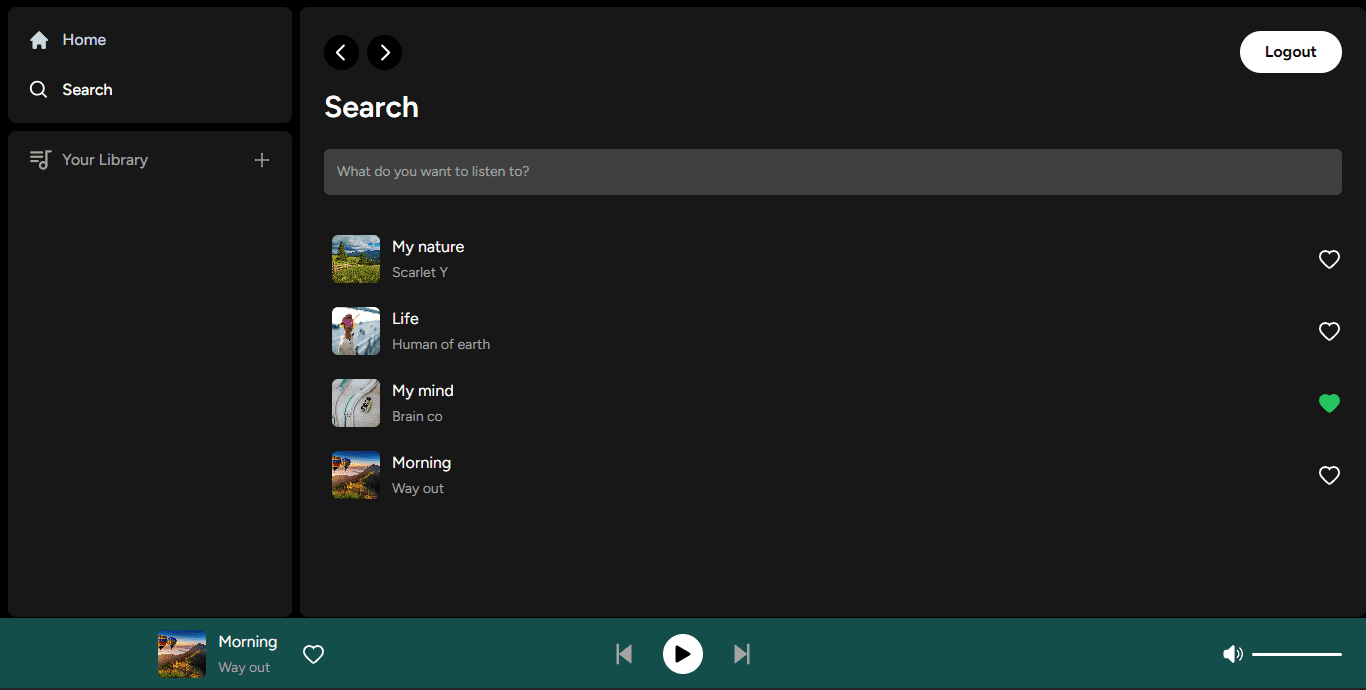 Home
Search
Your Library
Logout
Search
What do you want to listen to?
My nature
Scarlet Y
Life
Human of earth
My mind
Brain co
Morning
Way out
Morning
Way out